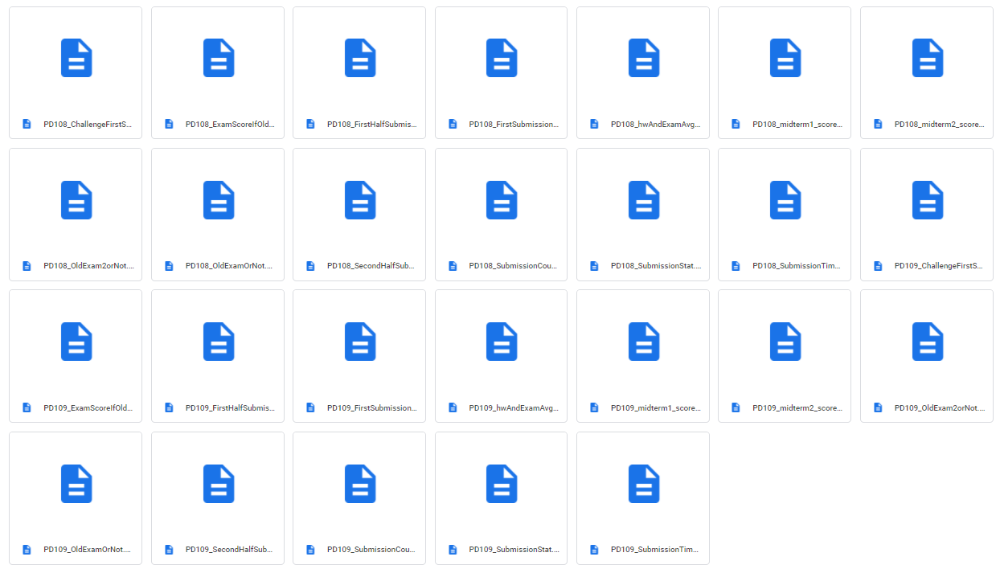 PD108_ChallengeFirstS...
PD108_ExamScoreIfOld...
PD108_FirstHalfSubmis...
PD108_FirstSubmission...
PD108_hwAndExamAvg...
PD108_midterm1_score...
PD108_midterm2_score...
PD108_OldExam2orNot....
PD108_OldExamOrNot....
PD108_SecondHalfSub...
PD108_SubmissionCou...
PD108_SubmissionStat....
PD108_SubmissionTim...
PD109_ChallengeFirstS...
PD109_ExamScoreIfOld...
PD109_FirstHalfSubmis...
PD109_FirstSubmission...
PD109_hwAndExamAvg...
PD109_midterm1_score...
PD109_midterm2_score...
PD109_OldExam2orNot....
PD109_OldExamOrNot....
PD109_SecondHalfSub...
PD109_SubmissionCou...
PD109_SubmissionStat....
PD109_SubmissionTim...